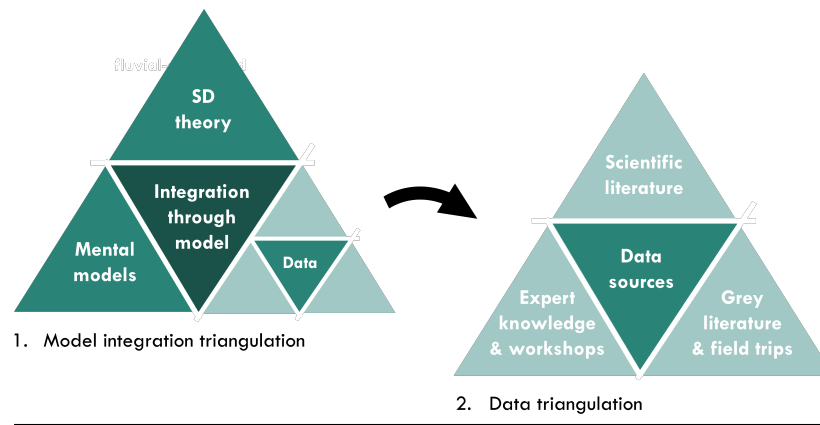 fluvial-
SD
theory
Integration
through
model
Mental
models
Data
1. Model integration triangulation
Scientific
literature
Data
sources
Expert
knowledge
& workshops
Grey
literature
& field trips
2. Data triangulation